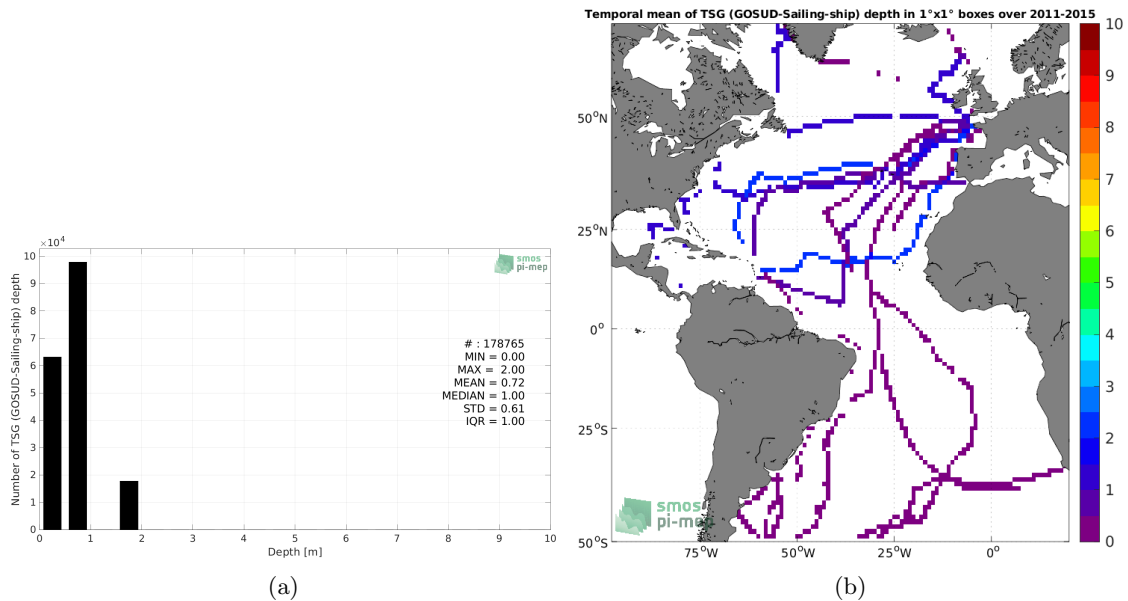 Temporal mean of TSG (GOSUD-Sailing-ship) depth in 1°x1° boxes over 2011-2015
×10⁴
10
9
8
7
6
5
4
3
2
1
0
Number of TSG (GOSUD-Sailing-ship) depth
smos
pi-mep
# : 178765
MIN = 0.00
MAX = 2.00
MEAN = 0.72
MEDIAN = 1.00
STD = 0.61
IQR = 1.00
0 1 2 3 4 5 6 7 8 9 10
Depth [m]
(a)
50°N
25°N
0°
25°S
50°S
75°W 50°W 25°W 0°
smos
pi-mep
10
9
8
7
6
5
4
3
2
1
0
(b)